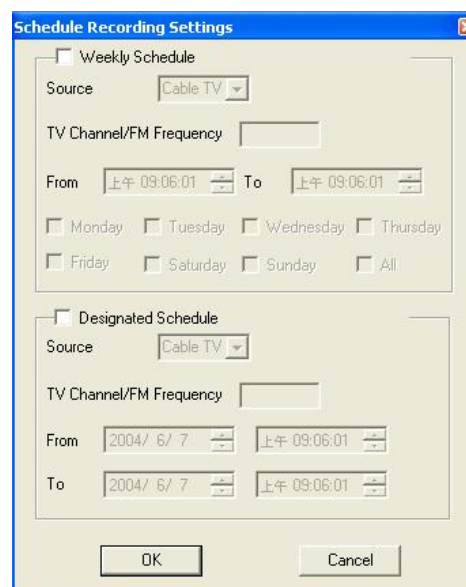 Schedule Recording Settings
Weekly Schedule
Source Cable TV
TV Channel/FM Frequency
From 上午 09:06:01 To 上午 09:06:01
Monday Tuesday Wednesday Thursday
Friday Saturday Sunday All
Designated Schedule
Source Cable TV
TV Channel/FM Frequency
From 2004/ 6/ 7 上午 09:06:01
To 2004/ 6/ 7 上午 09:06:01
OK Cancel